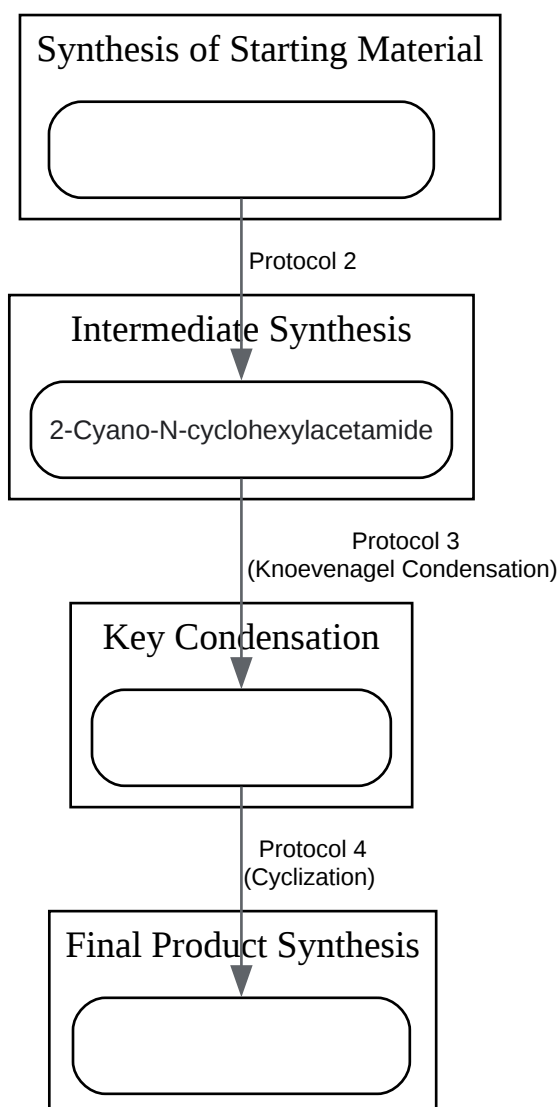 Synthesis of Starting Material
Protocol 2
Intermediate Synthesis
2-Cyano-N-cyclohexylacetamide
Protocol 3
(Knoevenagel Condensation)
Key Condensation
Protocol 4
(Cyclization)
Final Product Synthesis